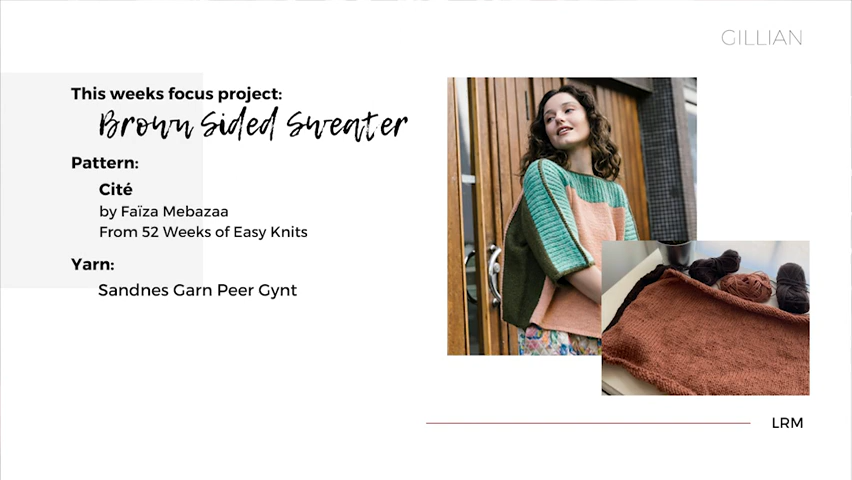 GILLIAN
This weeks focus project:
Brown Sided Sweater
Pattern:
Cité
by Faïza Mebazaa
From 52 Weeks of Easy Knits
Yarn:
Sandnes Garn Peer Gynt
LRM